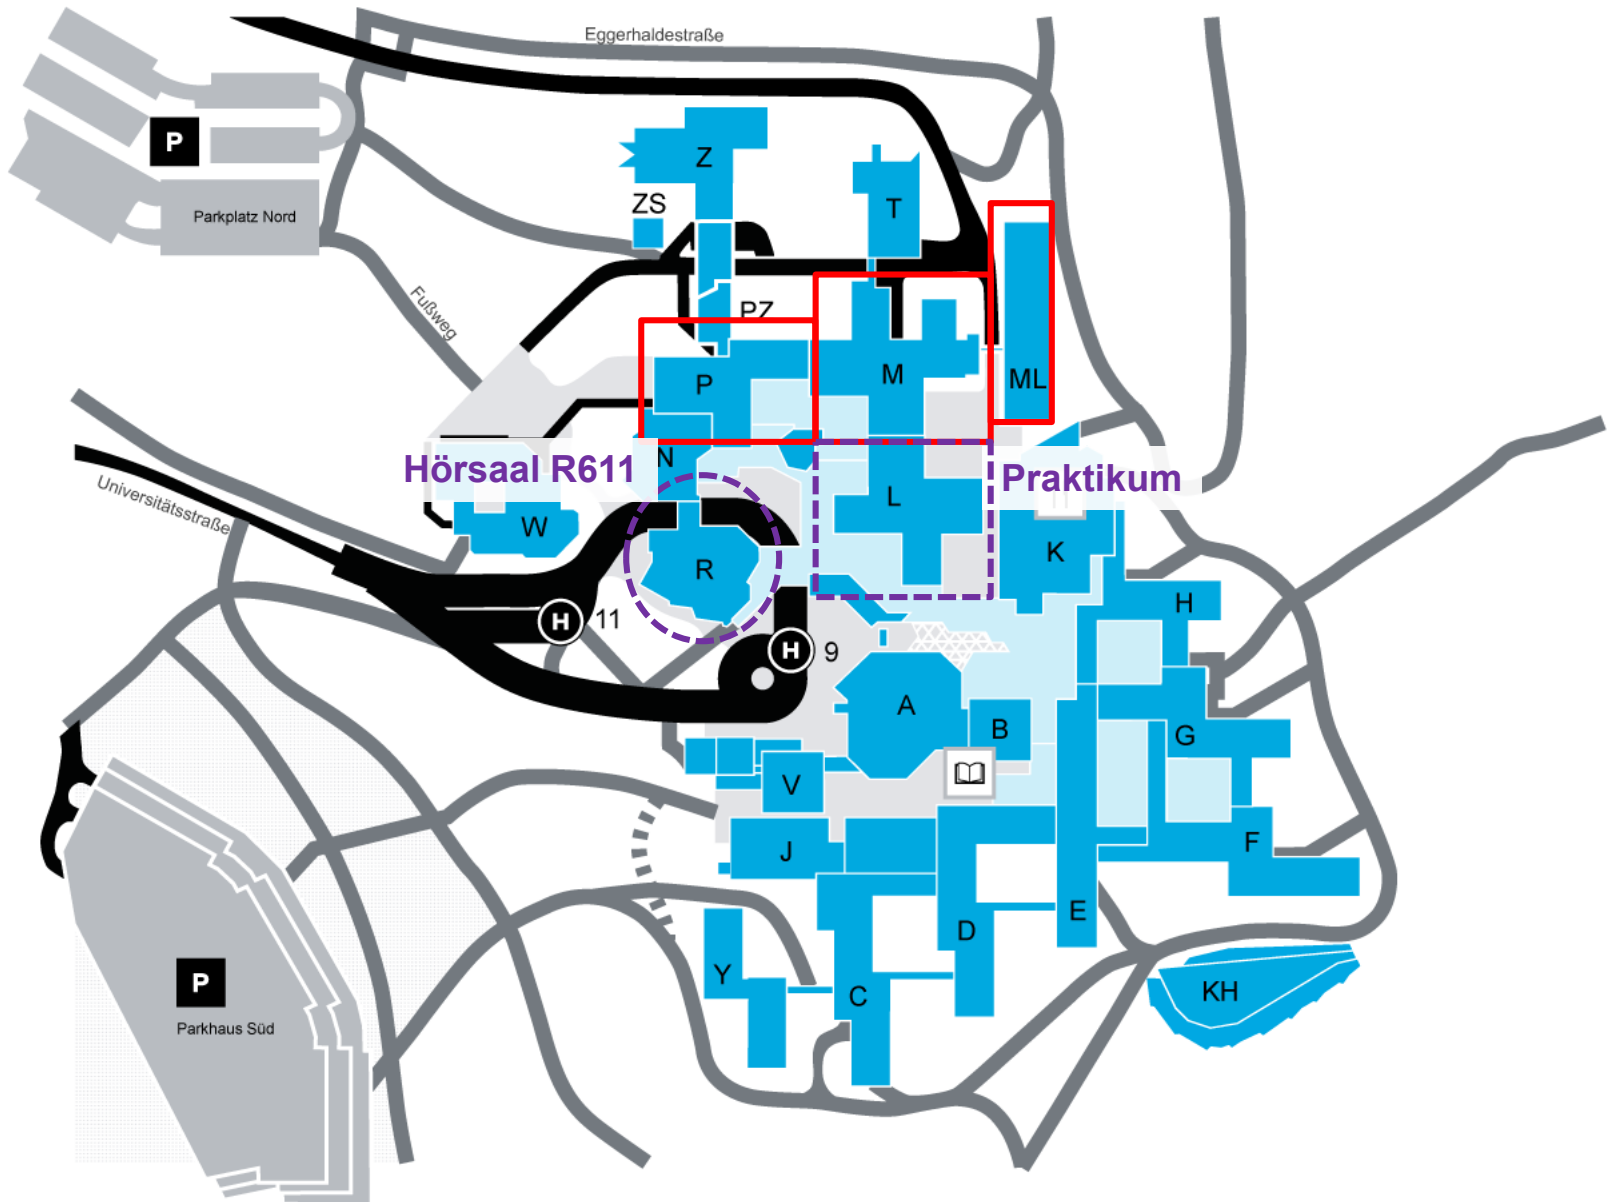 Eggerhaldestraße
P
Z
ZS
T
Parkplatz Nord
Fußweg
PZ
P
M
ML
N
Hörsaal R611
L
Praktikum
Universitätsstraße
W
R
K
H
H
11
H
9
A
B
G
V
J
F
E
D
Y
C
KH
P
Parkhaus Süd